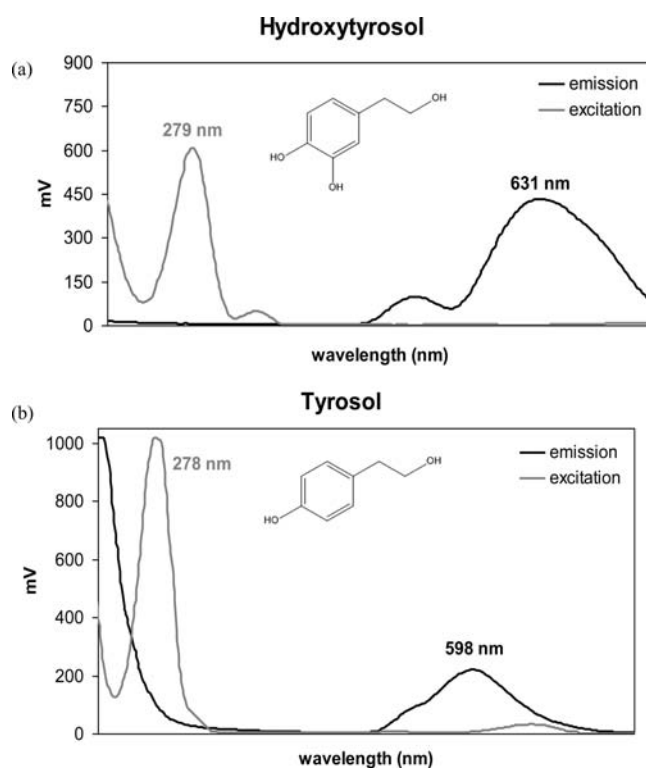 Hydroxytyrosol
(a)
900
750
600
450
300
150
0
mV
279 nm
631 nm
emission
excitation
OH
HO
OH
wavelength (nm)
Tyrosol
(b)
1000
800
600
400
200
0
mV
278 nm
598 nm
emission
excitation
OH
HO
wavelength (nm)